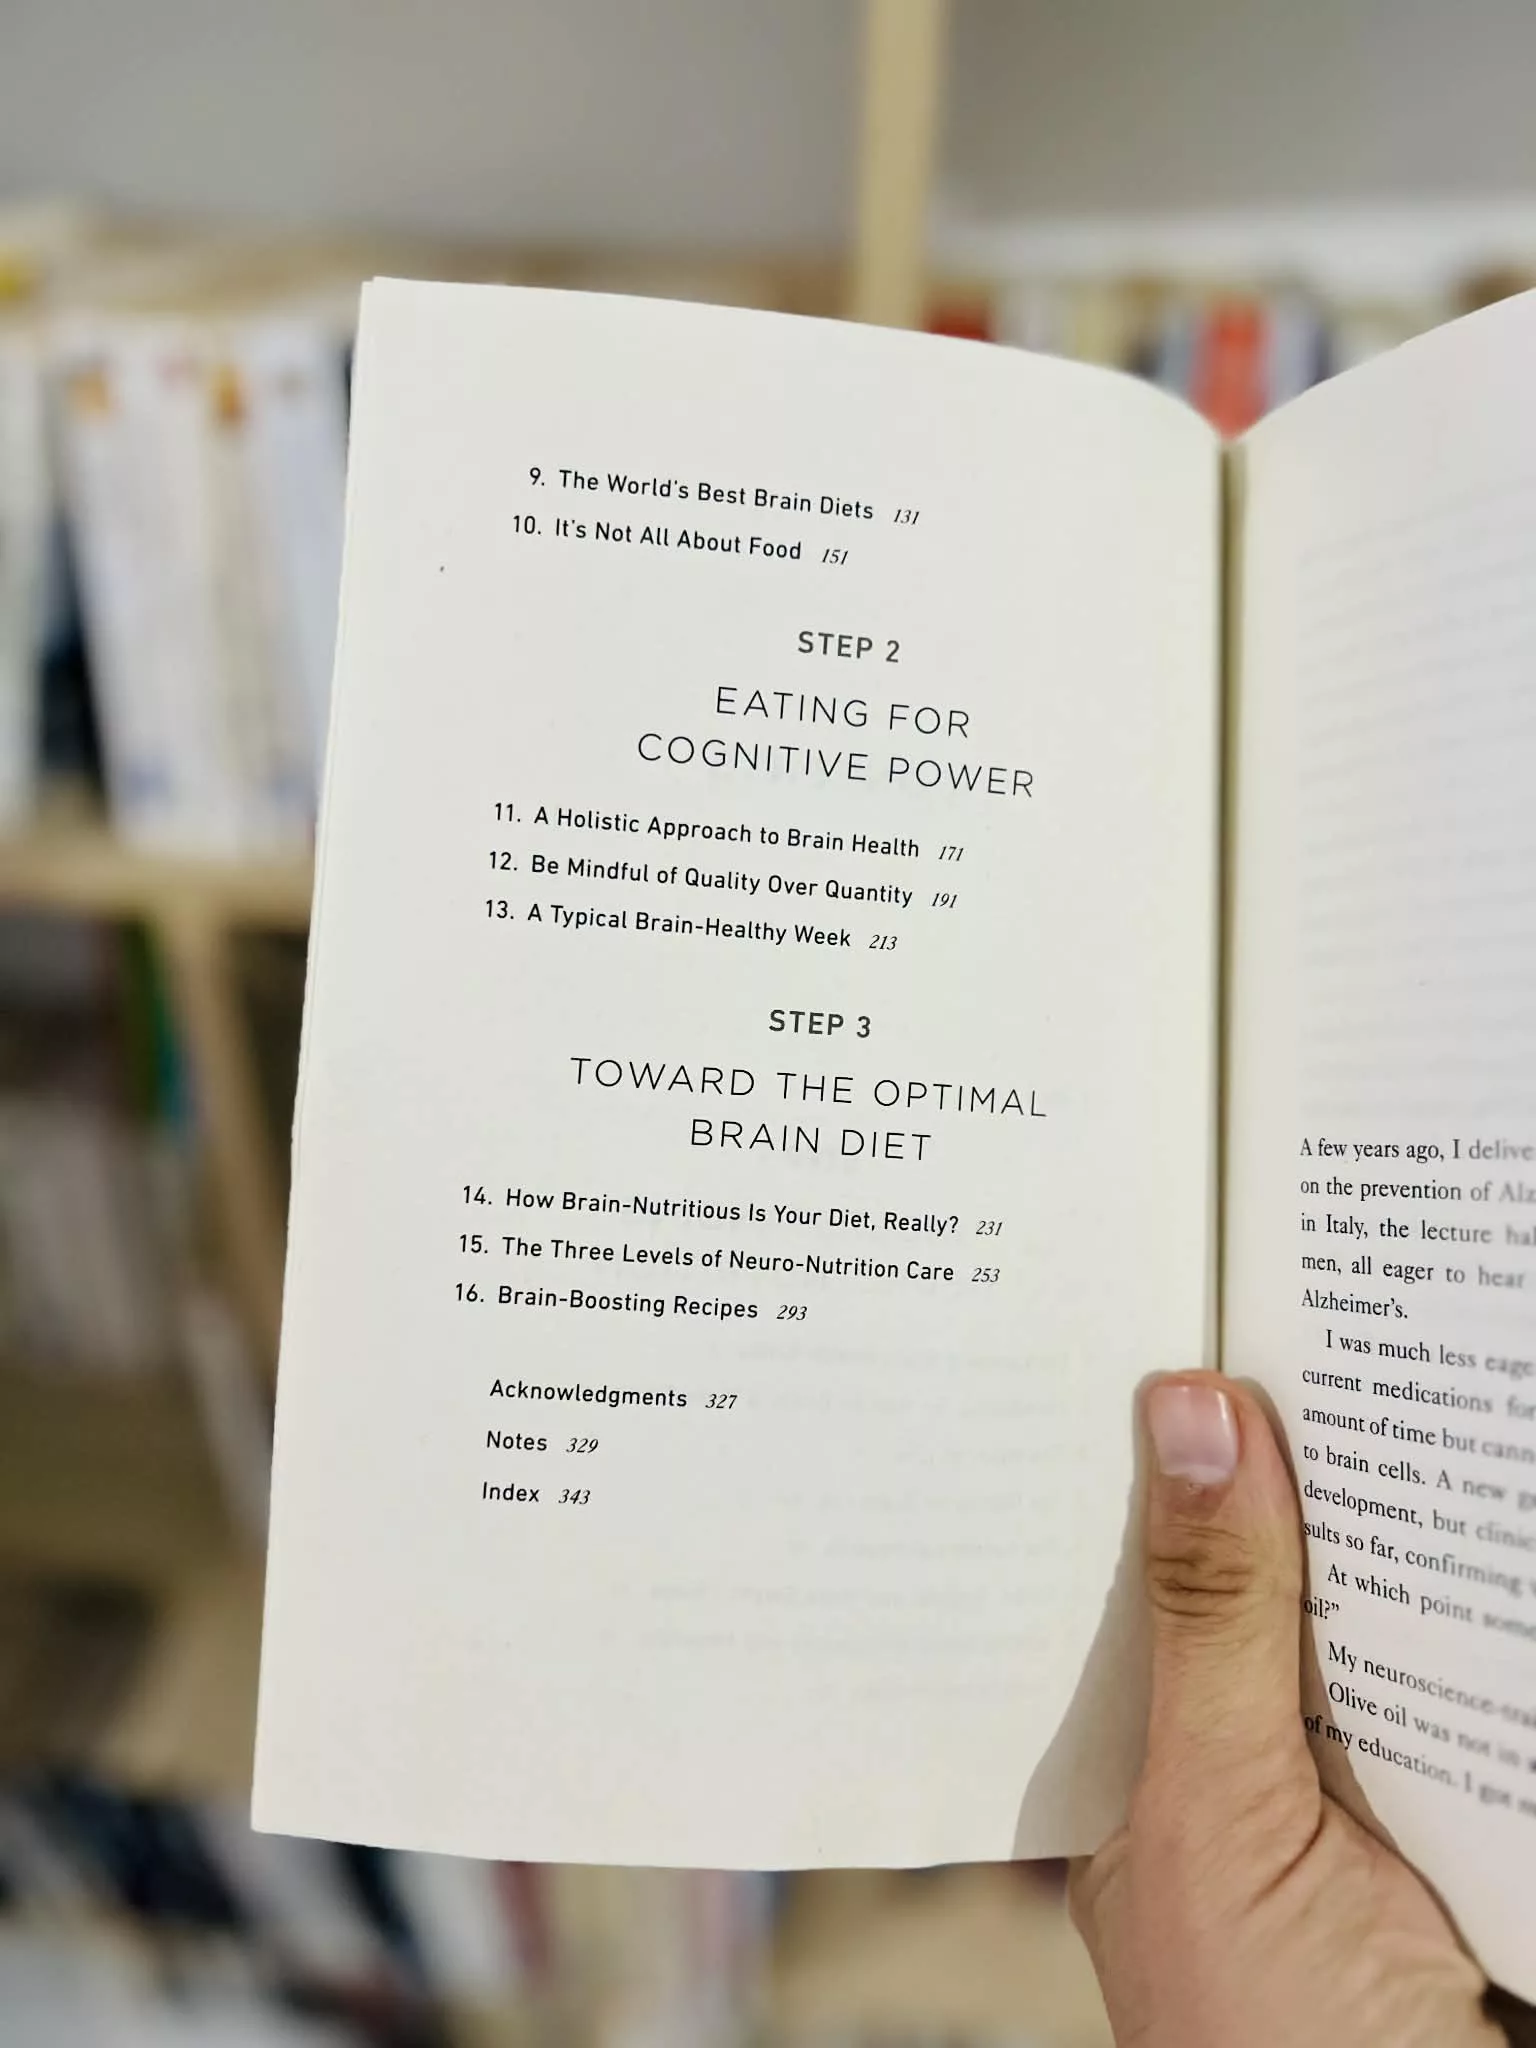 9. The World's Best Brain Diets 131
10. It's Not All About Food 151
STEP 2
EATING FOR
COGNITIVE POWER
11. A Holistic Approach to Brain Health 171
12. Be Mindful of Quality Over Quantity 191
13. A Typical Brain-Healthy Week 213
STEP 3
TOWARD THE OPTIMAL
BRAIN DIET
14. How Brain-Nutritious Is Your Diet, Really? 231
15. The Three Levels of Neuro-Nutrition Care 253
16. Brain-Boosting Recipes 293
Acknowledgments 327
Notes 329
Index 343
A few years ago, I
on the prevention of
in Italy, the lecture
men, all eager to hear
Alzheimer's.
I was much less
current medications for
amount of time but
to brain cells. A new
development, but
sults so far, confirming
At which point
oil?"
My
Olive oil was not in
of my education. I got